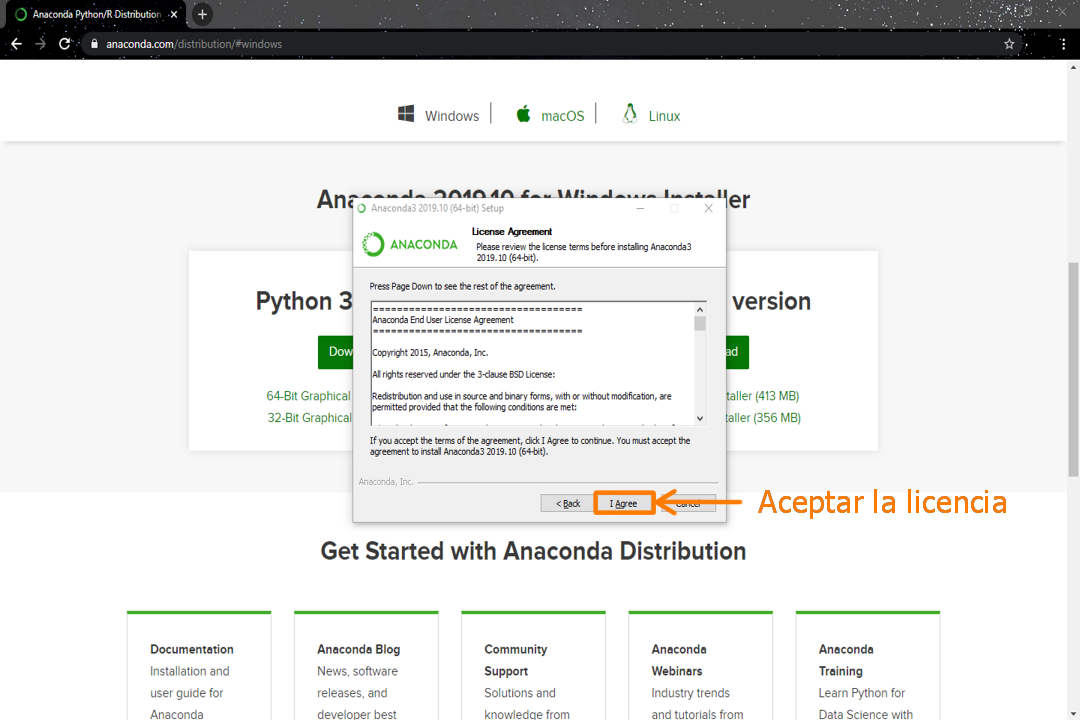 Anaconda Python/R Distribution
anaconda.com/distribution/#windows
Windows
macOS
Linux
Anaconda 2019.10 for Windows Installer
Anaconda3 2019.10 (64-bit) Setup
ANACONDA
License Agreement
Please review the license terms before installing Anaconda3
2019.10 (64-bit).
Press Page Down to see the rest of the agreement.
===================================
Anaconda End User License Agreement
===================================
Copyright 2015, Anaconda, Inc.
All rights reserved under the 3-clause BSD License:
Redistribution and use in source and binary forms, with or without modification, are
permitted provided that the following conditions are met:
If you accept the terms of the agreement, click I Agree to continue. You must accept the
agreement to install Anaconda3 2019.10 (64-bit).
Anaconda, Inc.
< Back
I Agree
Cancel
Aceptar la licencia
Python 3
version
Dow
ad
64-Bit Graphical
taller (413 MB)
32-Bit Graphical
taller (356 MB)
Get Started with Anaconda Distribution
Documentation
Installation and
user guide for
Anaconda
Anaconda Blog
News, software
releases, and
developer best
Community
Support
Solutions and
knowledge from
Anaconda
Webinars
Industry trends
and tutorials from
Anaconda
Training
Learn Python for
Data Science with